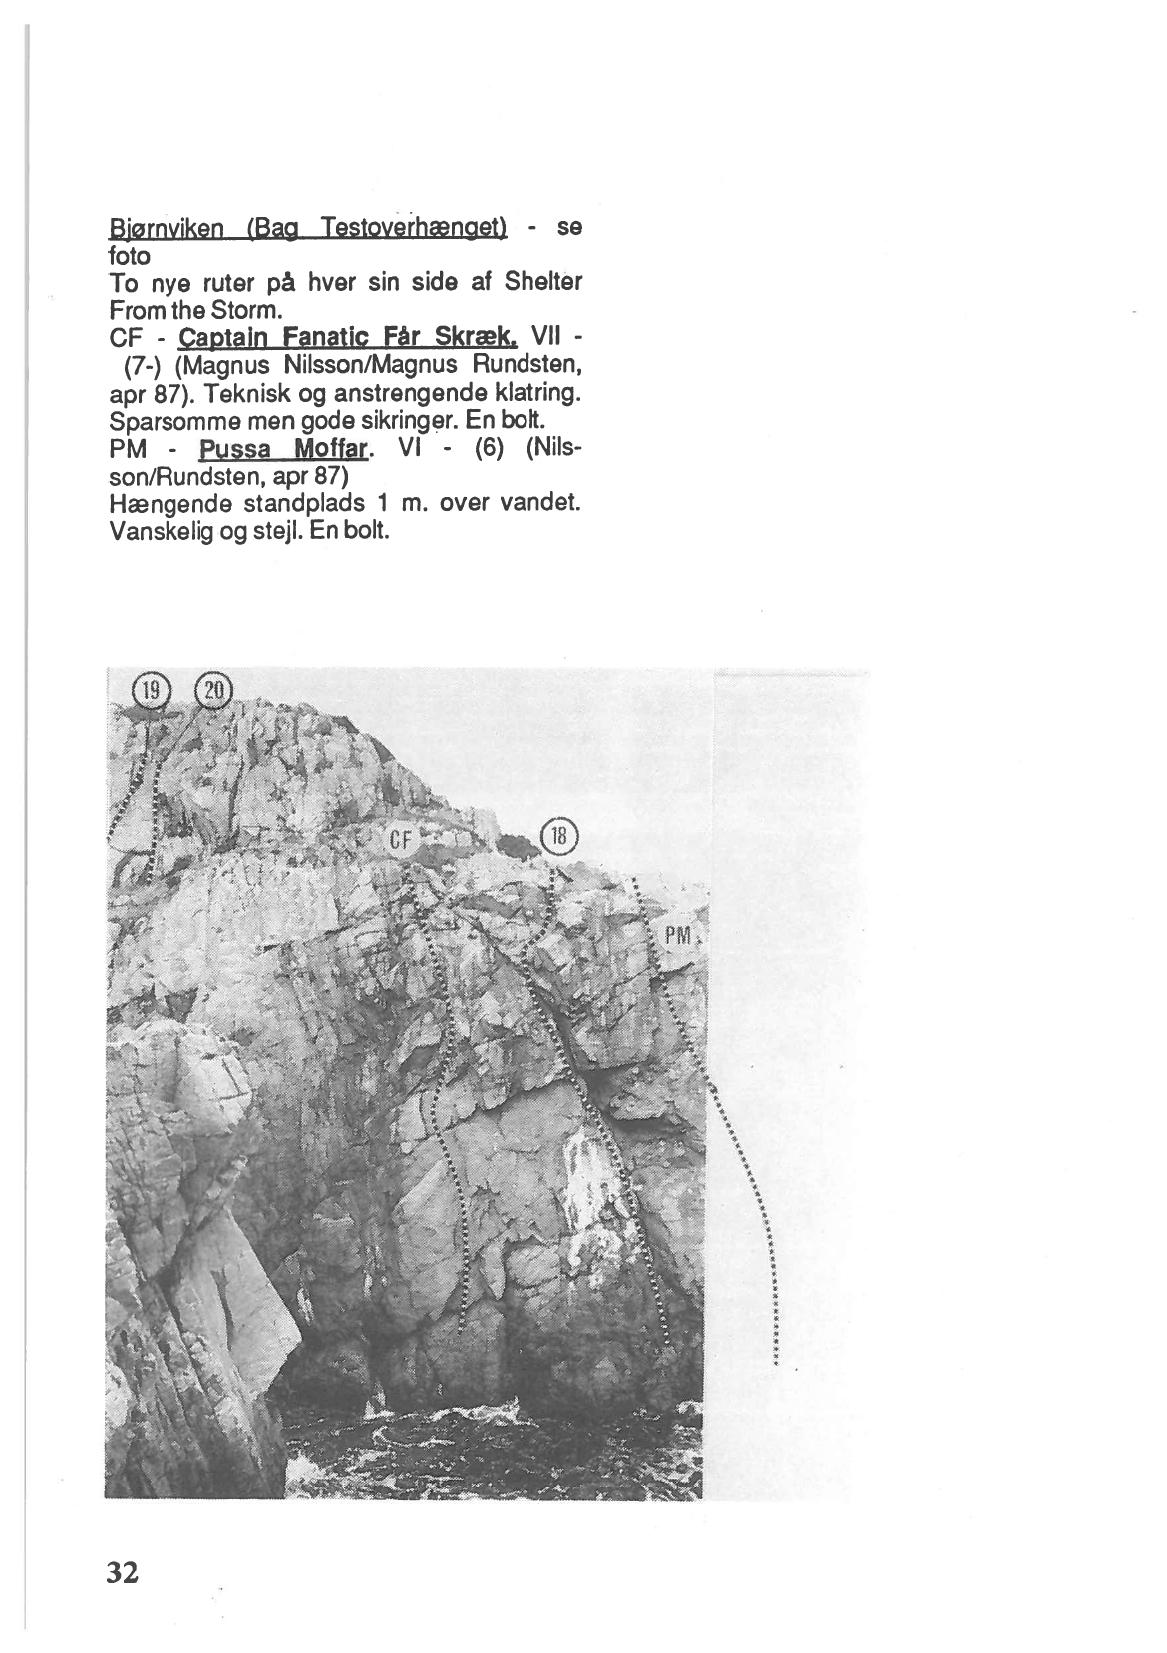 Bjørnviken (Bag Testoverhænget) - se
foto
To nye ruter på hver sin side af Shelter
From the Storm.
CF - Captain Fanatic Får Skræk. VII -
(7-) (Magnus Nilsson/Magnus Rundsten,
apr 87). Teknisk og anstrengende klatring.
Sparsomme men gode sikringer. En bolt.
PM - Pussa Moffar. VI - (6) (Nils-
son/Rundsten, apr 87)
Hængende standplads 1 m. over vandet.
Vanskelig og stejl. En bolt.
19 20
CF
18
PM
32